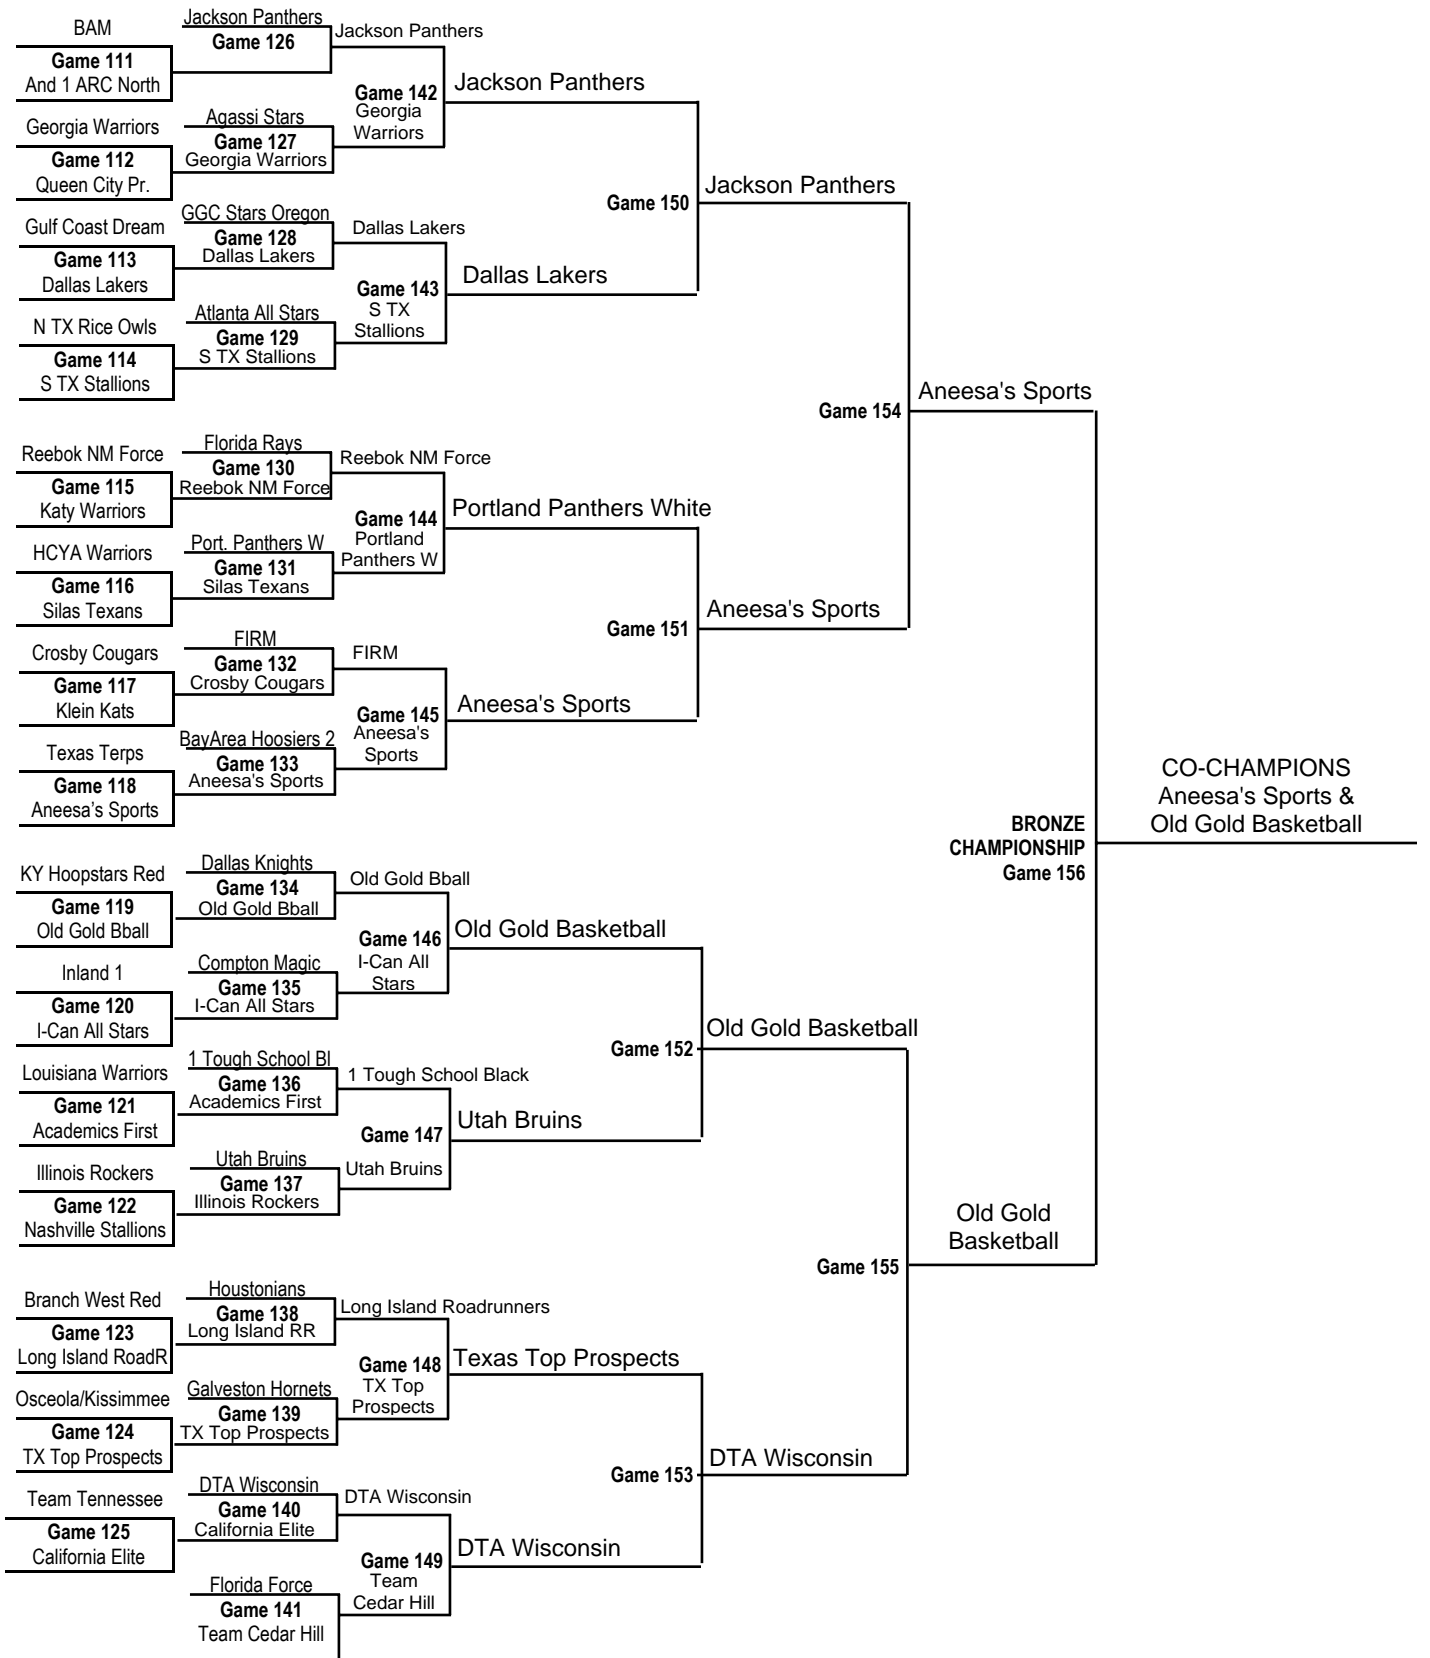 BAM
Game 111
And 1 ARC North
Georgia Warriors
Game 112
Queen City Pr.
Gulf Coast Dream
Game 113
Dallas Lakers
N TX Rice Owls
Game 114
S TX Stallions
Reebok NM Force
Game 115
Katy Warriors
HCYA Warriors
Game 116
Silas Texans
Crosby Cougars
Game 117
Klein Kats
Texas Terps
Game 118
Aneesa’s Sports
KY Hoopstars Red
Game 119
Old Gold Bball
Inland 1
Game 120
I-Can All Stars
Louisiana Warriors
Game 121
Academics First
Illinois Rockers
Game 122
Nashville Stallions
Branch West Red
Game 123
Long Island RoadR
Osceola/Kissimmee
Game 124
TX Top Prospects
Team Tennessee
Game 125
California Elite
Jackson Panthers
Game 126
Agassi Stars
Game 127
Georgia Warriors
GGC Stars Oregon
Game 128
Dallas Lakers
Atlanta All Stars
Game 129
S TX Stallions
Florida Rays
Game 130
Reebok NM Force
Port. Panthers W
Game 131
Silas Texans
FIRM
Game 132
Crosby Cougars
BayArea Hoosiers 2
Game 133
Aneesa's Sports
Dallas Knights
Game 134
Old Gold Bball
Compton Magic
Game 135
I-Can All Stars
1 Tough School Bl
Game 136
Academics First
Utah Bruins
Game 137
Illinois Rockers
Houstonians
Game 138
Long Island RR
Galveston Hornets
Game 139
TX Top Prospects
DTA Wisconsin
Game 140
California Elite
Florida Force
Game 141
Team Cedar Hill
Jackson Panthers
Game 142
Georgia
Warriors
Dallas Lakers
Game 143
S TX
Stallions
Reebok NM Force
Game 144
Portland
Panthers W
FIRM
Game 145
Aneesa's
Sports
Old Gold Bball
Game 146
I-Can All
Stars
1 Tough School Black
Game 147
Utah Bruins
Long Island Roadrunners
Game 148
TX Top
Prospects
DTA Wisconsin
Game 149
Team
Cedar Hill
Jackson Panthers
Game 150
Dallas Lakers
Portland Panthers White
Game 151
Aneesa's Sports
Old Gold Basketball
Game 152
Utah Bruins
Texas Top Prospects
Game 153
DTA Wisconsin
Jackson Panthers
Game 154
Aneesa's Sports
Old Gold Basketball
Game 155
DTA Wisconsin
Aneesa's Sports
BRONZE
CHAMPIONSHIP
Game 156
Old Gold
Basketball
CO-CHAMPIONS
Aneesa's Sports &
Old Gold Basketball